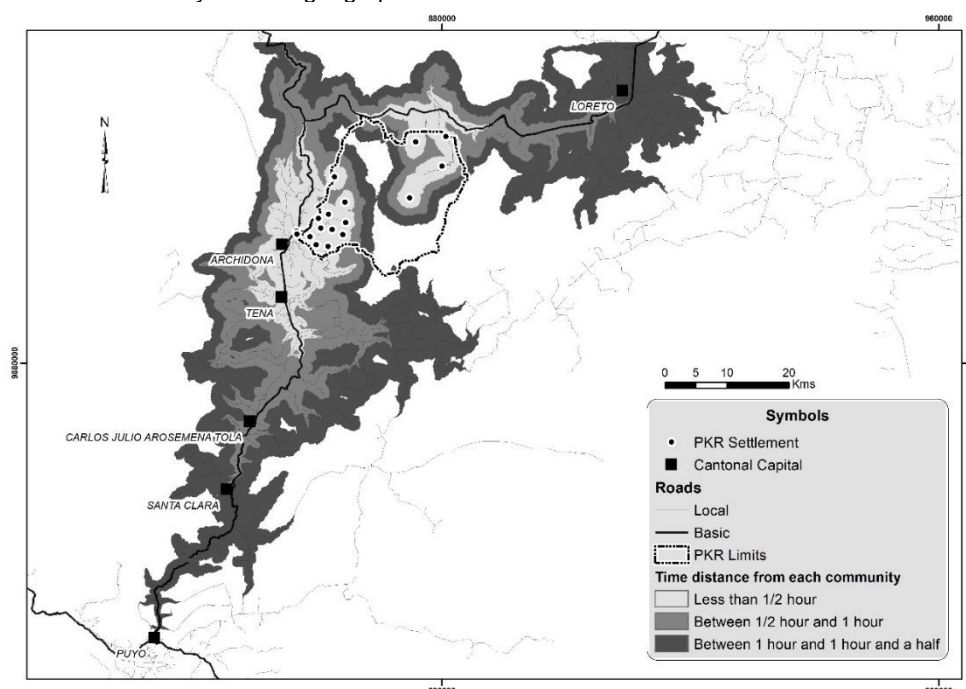 880000
960000
N
LORETO
ARCHIDONA
TENA
9880000
9880000
0 5 10 20
Kms
CARLOS JULIO AROSEMENA TOLA
SANTA CLARA
PUYO
Symbols
PKR Settlement
Cantonal Capital
Roads
Local
Basic
PKR Limits
Time distance from each community
Less than 1/2 hour
Between 1/2 hour and 1 hour
Between 1 hour and 1 hour and a half